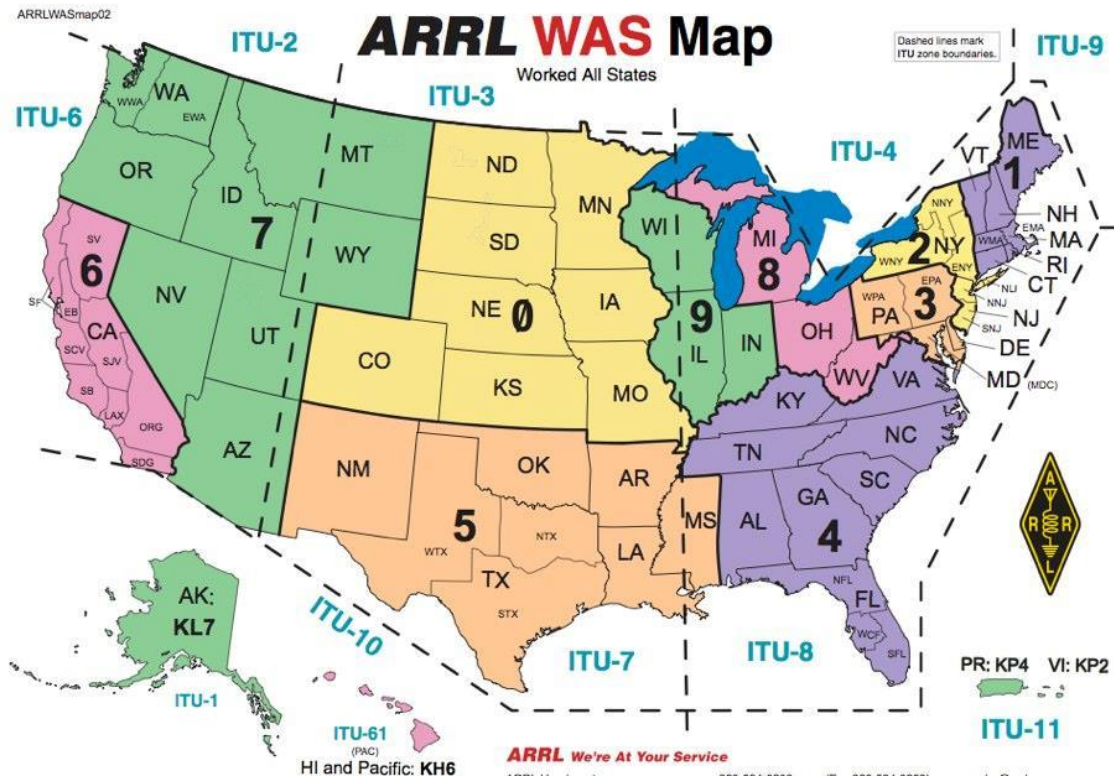 ARRLWASmap02
ARRL WAS Map
Worked All States
Dashed lines mark
ITU zone boundaries.
ITU-2
ITU-3
ITU-9
ITU-6
ITU-4
WA
WWA
EWA
OR
ID
MT
7
WY
NV
UT
AZ
ND
SD
NE
0
MN
IA
CO
KS
MO
WI
9
IL
IN
MI
8
OH
WV
VT
ME
1
NH
EMA
WMA
MA
RI
CT
NNY
2
NY
WNY
ENY
NLI
NNJ
NJ
SNJ
EPA
WPA
3
PA
DE
MD (MDC)
SV
6
SF
EB
CA
SCV
SJV
SB
LAX
ORG
SDG
NM
OK
AR
5
WTX
NTX
TX
STX
LA
MS
KY
VA
TN
NC
SC
AL
GA
4
NFL
FL
WCF
SFL
A
R R
L
AK:
KL7
ITU-1
ITU-10
ITU-7
ITU-8
PR: KP4 VI: KP2
ITU-11
ITU-61
(PAC)
HI and Pacific: KH6
ARRL We're At Your Service